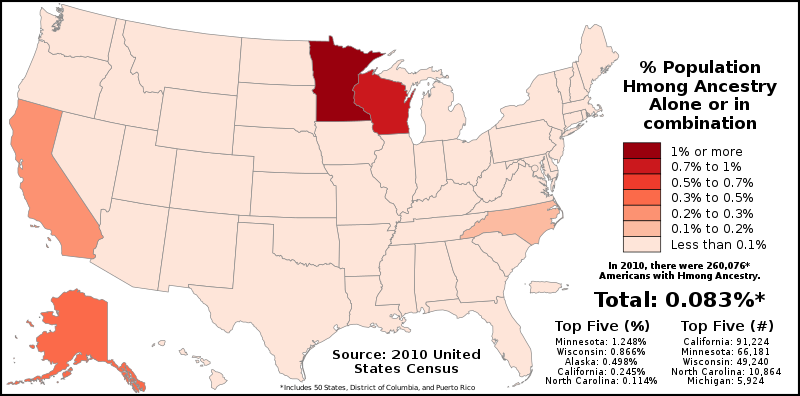 % Population
Hmong Ancestry
Alone or in
combination
1% or more
0.7% to 1%
0.5% to 0.7%
0.3% to 0.5%
0.2% to 0.3%
0.1% to 0.2%
Less than 0.1%
In 2010, there were 260,076*
Americans with Hmong Ancestry.
Total: 0.083%*
Top Five (%)
Minnesota: 1.248%
Wisconsin: 0.866%
Alaska: 0.498%
California: 0.245%
North Carolina: 0.114%
Top Five (#)
California: 91,224
Minnesota: 66,181
Wisconsin: 49,240
North Carolina: 10,864
Michigan: 5,924
Source: 2010 United
States Census
*Includes 50 States, District of Columbia, and Puerto Rico